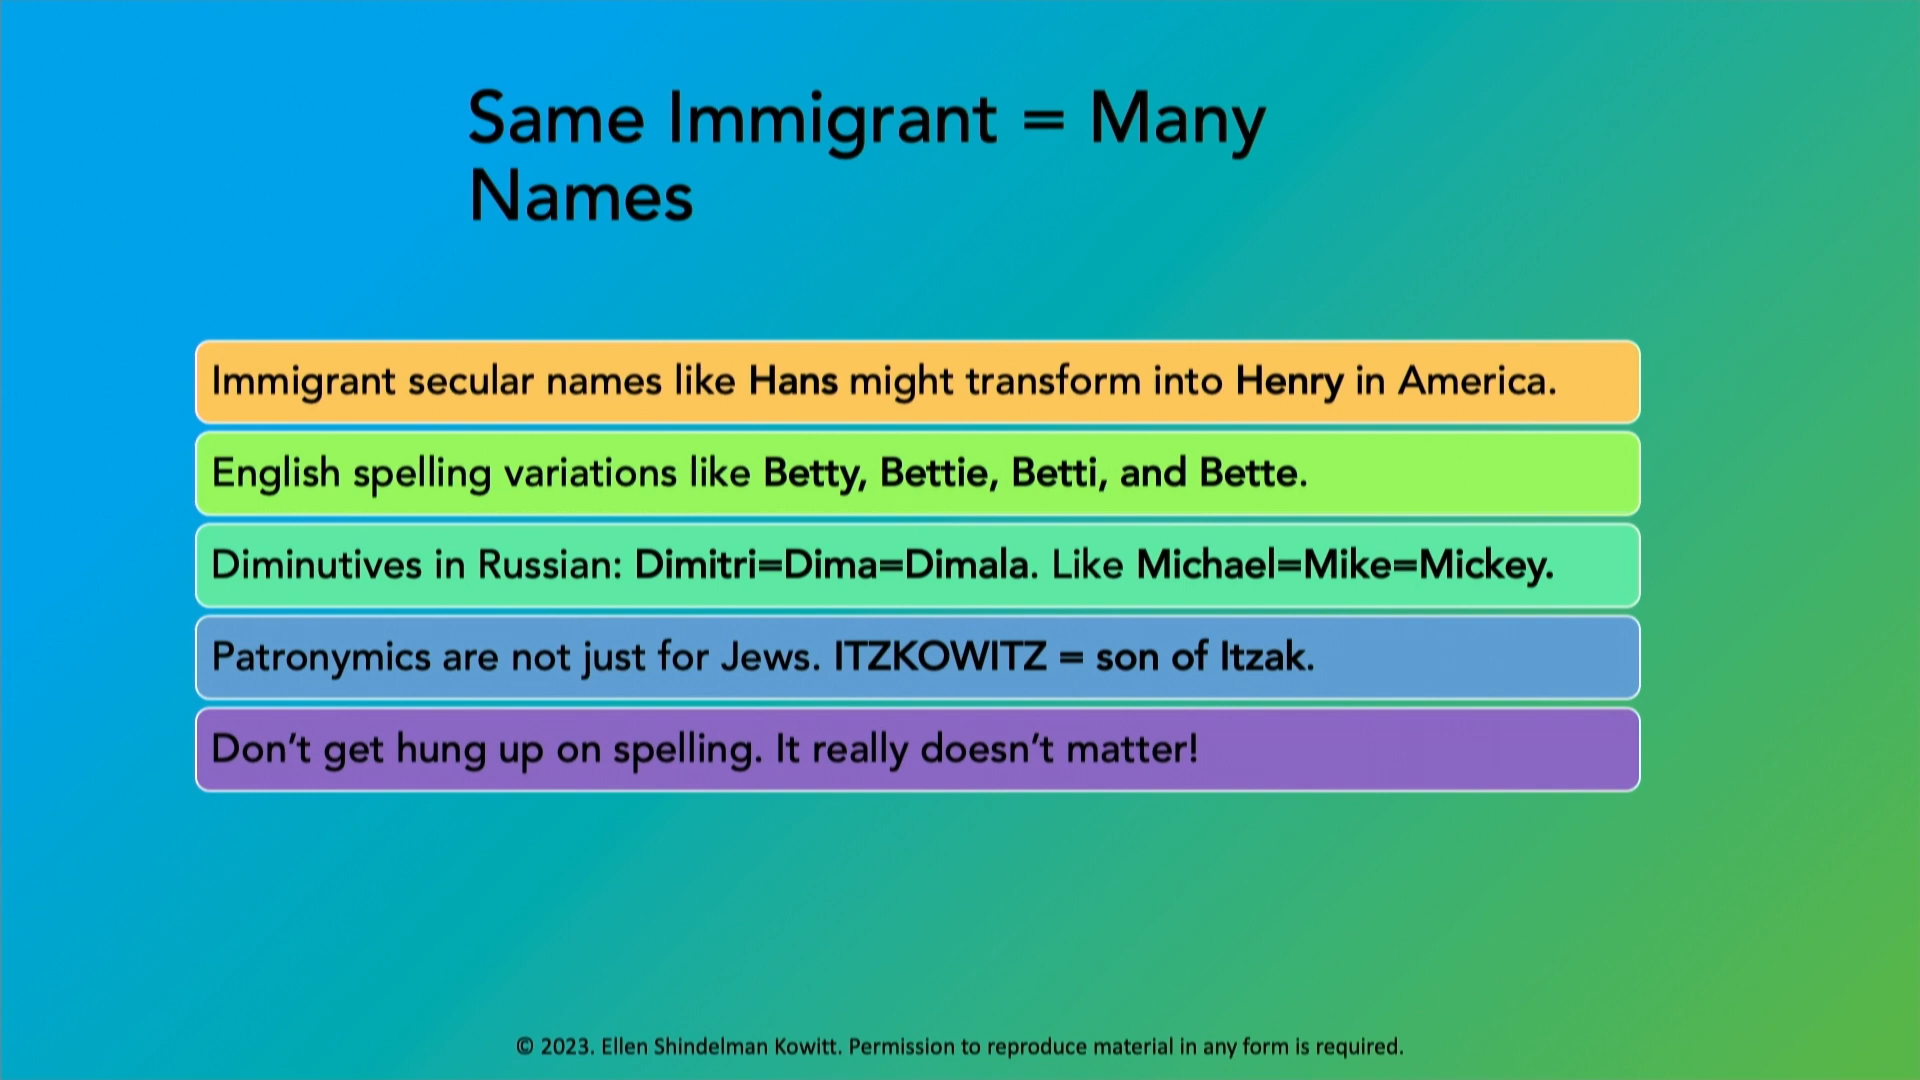 Same Immigrant = Many
Names
Immigrant secular names like Hans might transform into Henry in America.
English spelling variations like Betty, Bettie, Betti, and Bette.
Diminutives in Russian: Dimitri=Dima=Dimala. Like Michael=Mike=Mickey.
Patronymics are not just for Jews. ITZKOWITZ = son of Itzak.
Don’t get hung up on spelling. It really doesn’t matter!
© 2023. Ellen Shindelman Kowitt. Permission to reproduce material in any form is required.